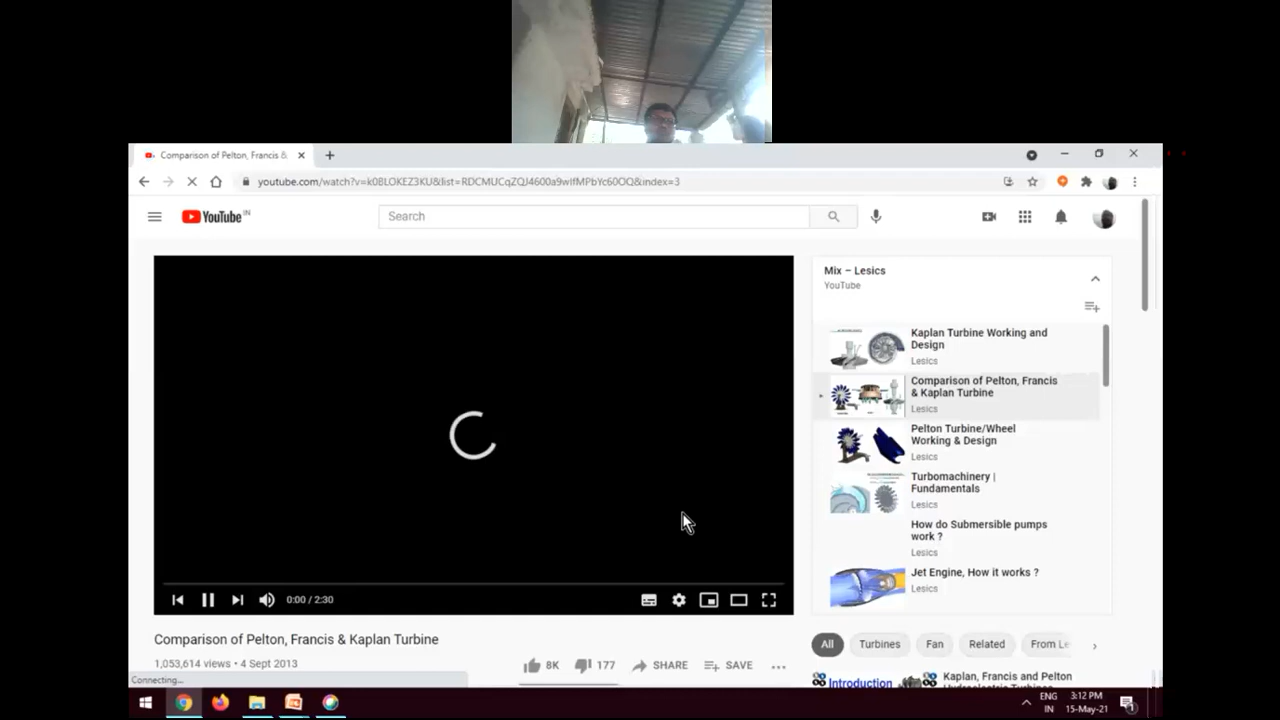 Comparison of Pelton, Francis &
youtube.com/watch?v=k0BLOKEZ3KU&list=RDCMUCqZQJ4600a9wIfMPbYc60OQ&index=3
YouTube IN
Search
Mix – Lesics
YouTube
Kaplan Turbine Working and
Design
Lesics
Comparison of Pelton, Francis
& Kaplan Turbine
Lesics
Pelton Turbine/Wheel
Working & Design
Lesics
Turbomachinery |
Fundamentals
Lesics
How do Submersible pumps
work ?
Lesics
Jet Engine, How it works ?
Lesics
0:00 / 2:30
Comparison of Pelton, Francis & Kaplan Turbine
1,053,614 views • 4 Sept 2013
8K
177
SHARE
SAVE
All
Turbines
Fan
Related
From Le
Introduction
Kaplan, Francis and Pelton
Connecting...
ENG
IN
3:12 PM
15-May-21